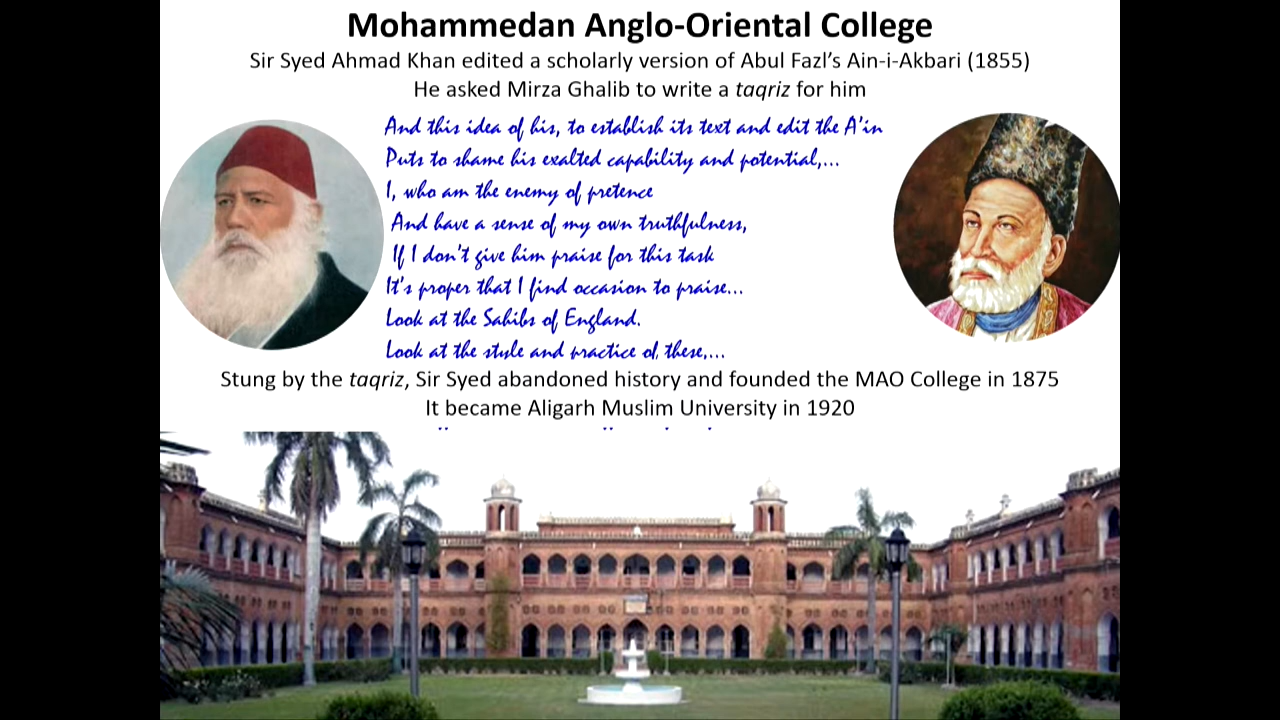 Mohammedan Anglo-Oriental College
Sir Syed Ahmad Khan edited a scholarly version of Abul Fazl’s Ain-i-Akbari (1855)
He asked Mirza Ghalib to write a taqriz for him
And this idea of his, to establish its text and edit the A'in
Puts to shame his exalted capability and potential,...
I, who am the enemy of pretence
And have a sense of my own truthfulness,
If I don't give him praise for this task
It's proper that I find occasion to praise...
Look at the Sahibs of England.
Look at the style and practice of these,...
Stung by the taqriz, Sir Syed abandoned history and founded the MAO College in 1875
It became Aligarh Muslim University in 1920